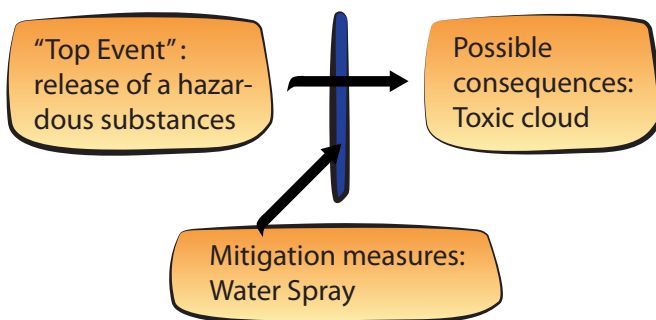 “Top Event” :
release of a hazar-
dous substances
Possible
consequences:
Toxic cloud
Mitigation measures:
Water Spray